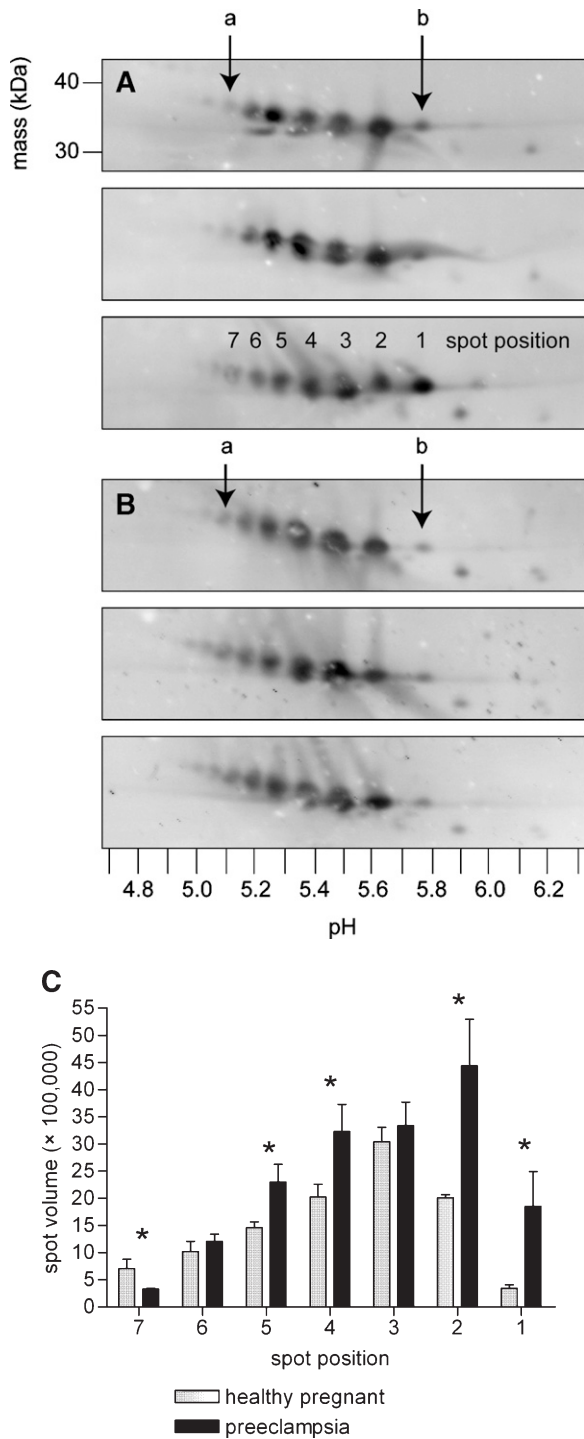 a b
A
40
mass (kDa)
30
7 6 5 4 3 2 1 spot position
a b
B
4.8 5.0 5.2 5.4 5.6 5.8 6.0 6.2
pH
C
55
50
45
40
35
30
25
20
15
10
5
0
spot volume (× 100,000)
* * * * *
7 6 5 4 3 2 1
spot position
healthy pregnant
preeclampsia